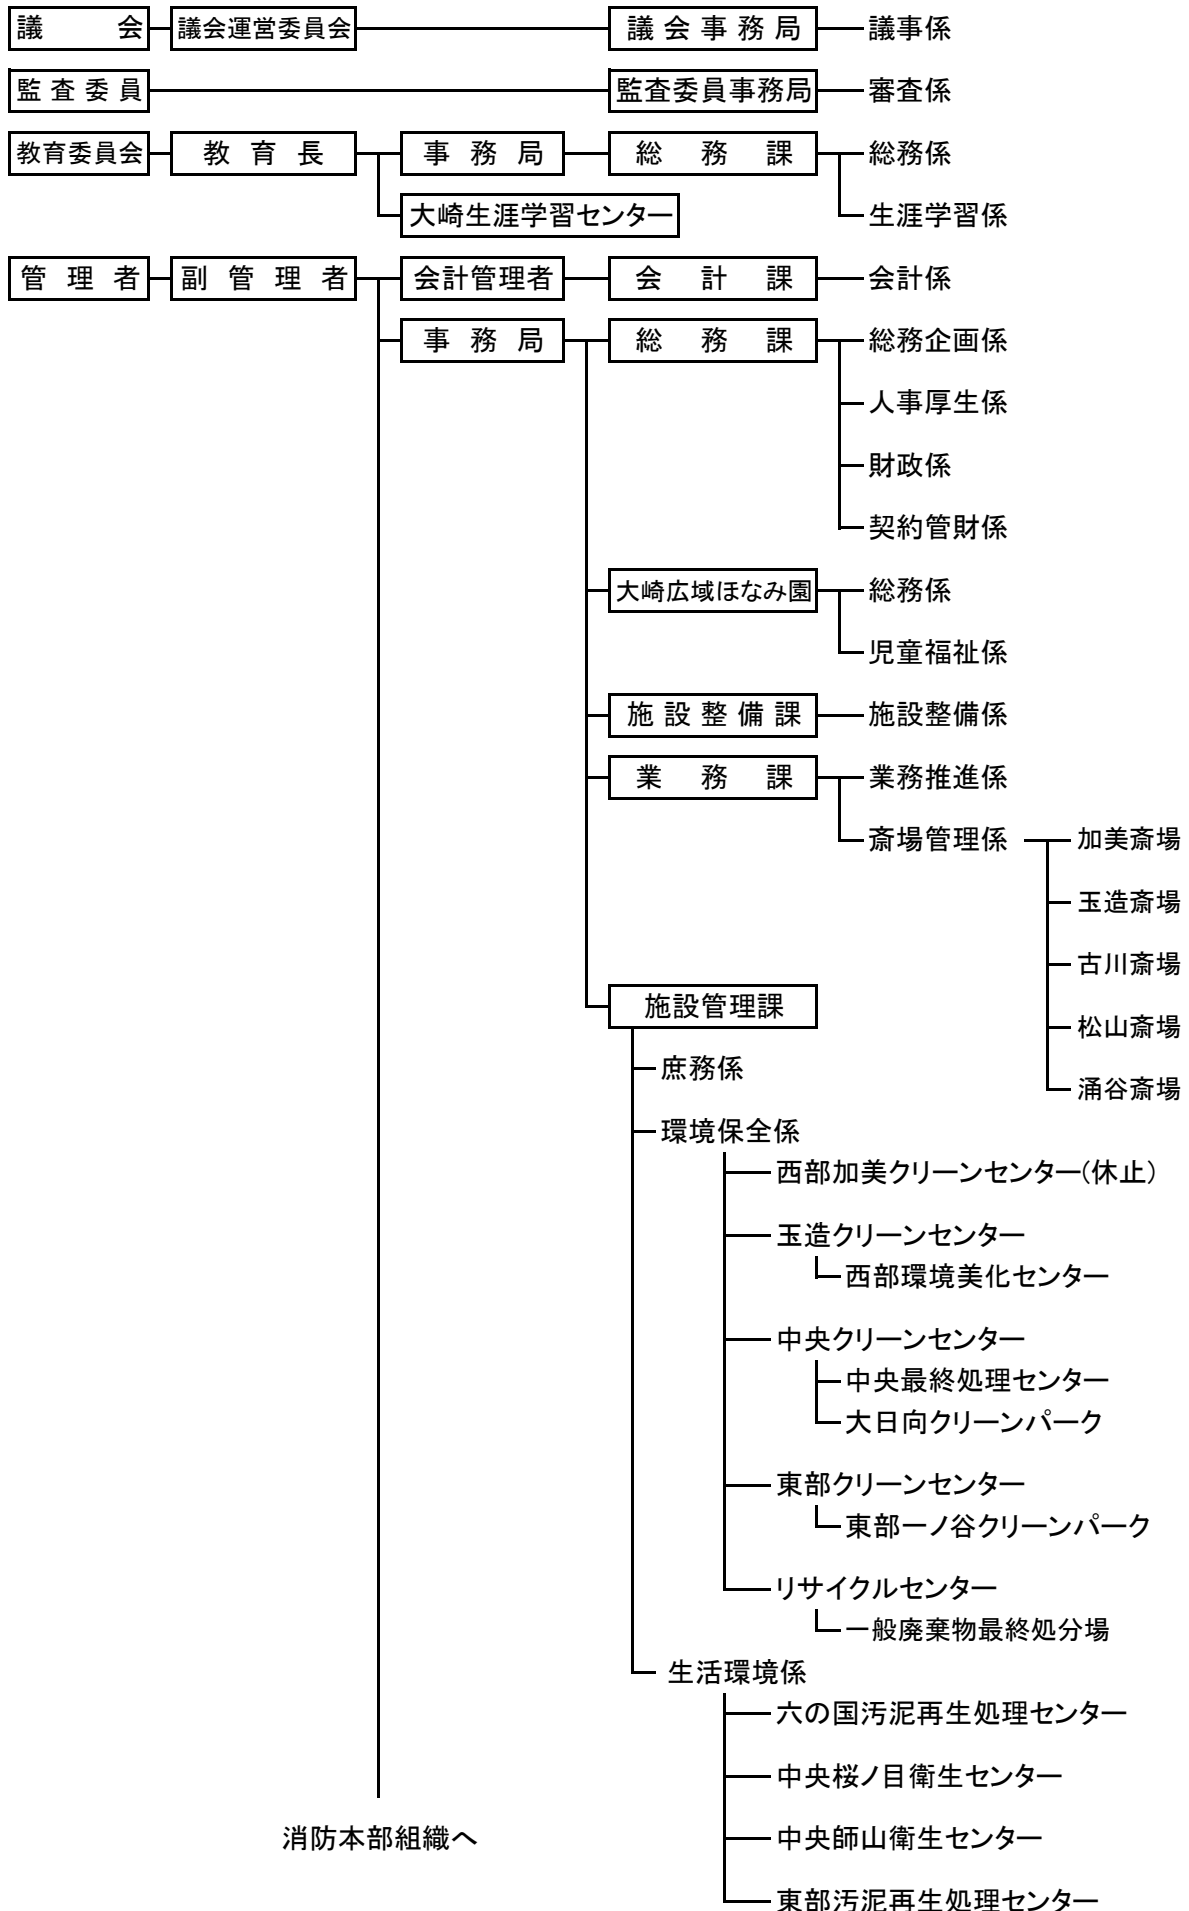 議会 議会運営委員会 議会事務局 議事係
監査委員 監査委員事務局 審査係
教育委員会 教育長 事務局 総務課 総務係
大崎生涯学習センター 生涯学習係
管理者 副管理者 会計管理者 会計課 会計係
事務局 総務課 総務企画係
人事厚生係
財政係
契約管財係
大崎広域ほなみ園 総務係
児童福祉係
施設整備課 施設整備係
業務課 業務推進係
斎場管理係 加美斎場
玉造斎場
古川斎場
施設管理課
松山斎場
庶務係
涌谷斎場
環境保全係
西部加美クリーンセンター(休止)
玉造クリーンセンター
西部環境美化センター
中央クリーンセンター
中央最終処理センター
大日向クリーンパーク
東部クリーンセンター
東部一ノ谷クリーンパーク
リサイクルセンター
一般廃棄物最終処分場
生活環境係
六の国汚泥再生処理センター
中央桜ノ目衛生センター
消防本部組織へ
中央師山衛生センター
東部汚泥再生処理センター